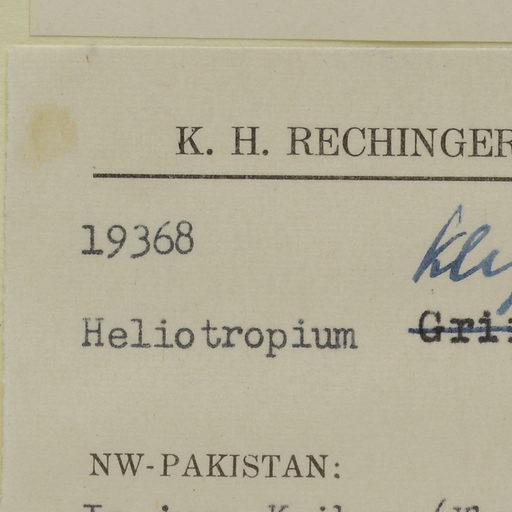 K. H. RECHINGER
19368
Heliotropium
NW-PAKISTAN: